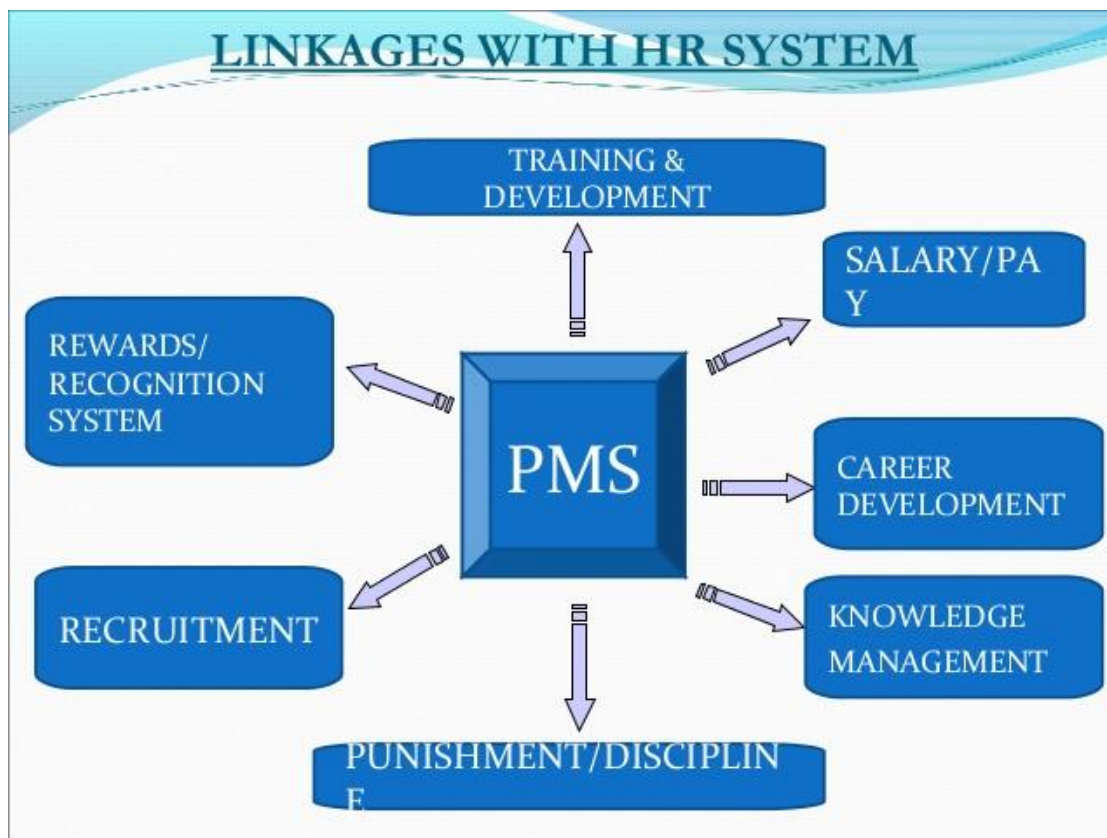 LINKAGES WITH HR SYSTEM
TRAINING &
DEVELOPMENT
SALARY/PA
Y
REWARDS/
RECOGNITION
SYSTEM
PMS
CAREER
DEVELOPMENT
RECRUITMENT
KNOWLEDGE
MANAGEMENT
PUNISHMENT/DISCIPLIN
E